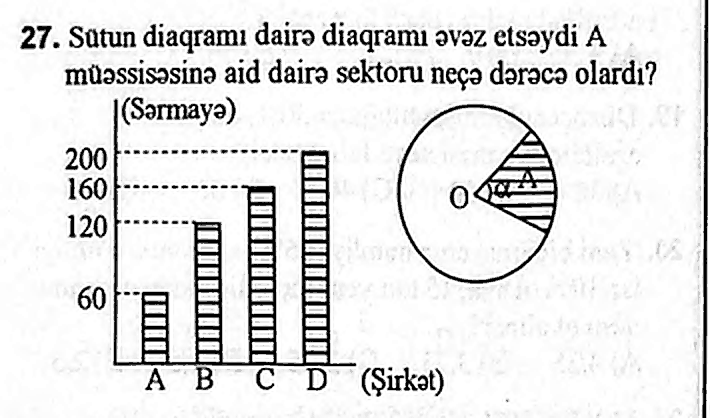 27. Sütun diaqramı dairə diaqramı əvəz etsəydi A
müəssisəsinə aid dairə sektoru neçə dərəcə olardı?
(Sərmayə)
200
160
120
60
A B C D (Şirkət)
O α A